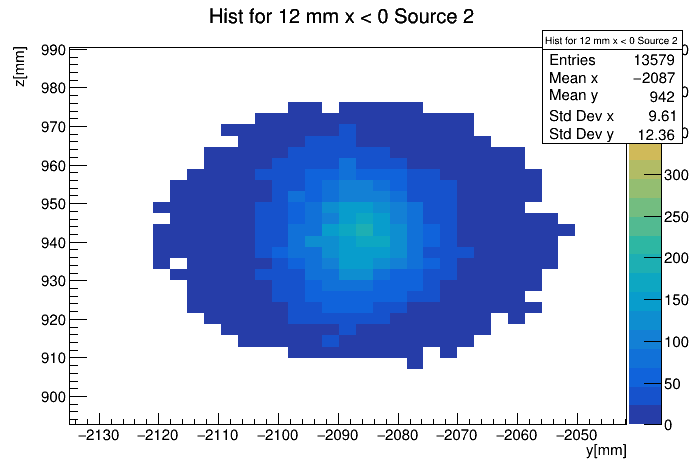 Hist for 12 mm x < 0 Source 2
z[mm]
990
980
970
960
950
940
930
920
910
900
−2130 −2120 −2110 −2100 −2090 −2080 −2070 −2060 −2050
y[mm]
Hist for 12 mm x < 0 Source 2
Entries 13579
Mean x −2087
Mean y 942
Std Dev x 9.61
Std Dev y 12.36
300
250
200
150
100
50
0